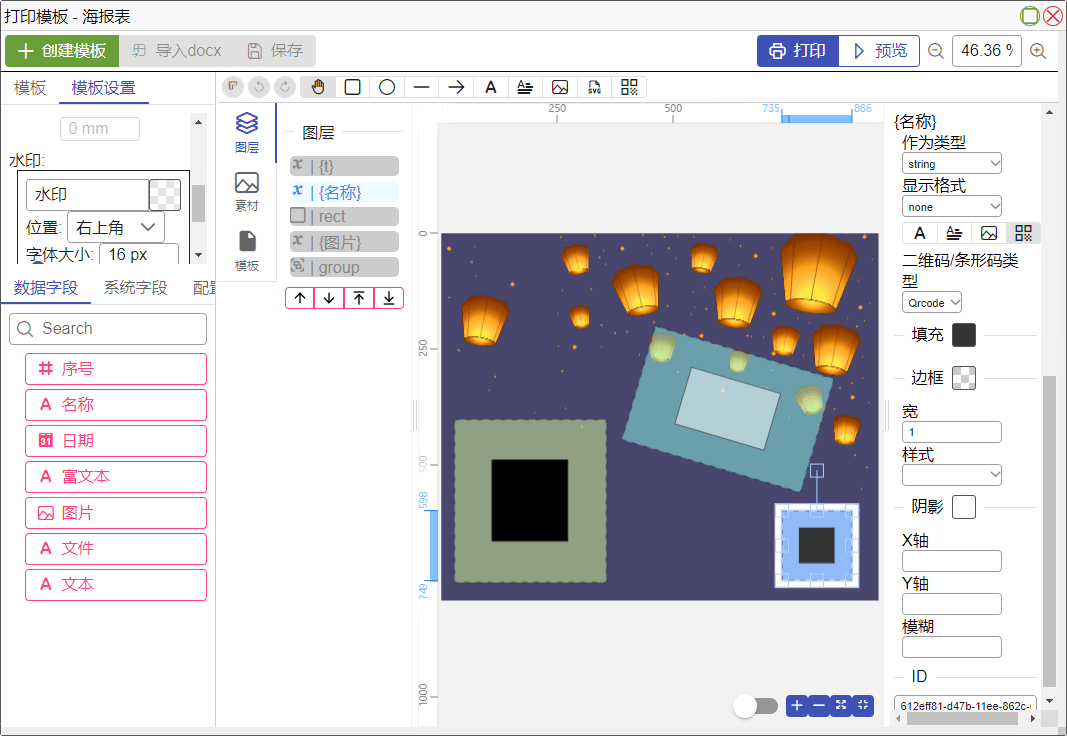 打印模板 - 海报表
创建模板 导入docx 保存 打印 预览 46.36 %
模板 模板设置
0 mm
水印:
水印
位置: 右上角
字体大小: 16 px
数据字段 系统字段 配置
Search
序号
名称
日期
富文本
图片
文件
文本
图层
素材
模板
图层
x | {t}
x | {名称}
| rect
x | {图片}
| group
250 500 735 886
0
250
500
598
749
1000
{名称}
作为类型
string
显示格式
none
二维码/条形码类型
Qrcode
填充
边框
宽
1
样式
阴影
X轴
Y轴
模糊
ID
612eff81-d47b-11ee-862c-